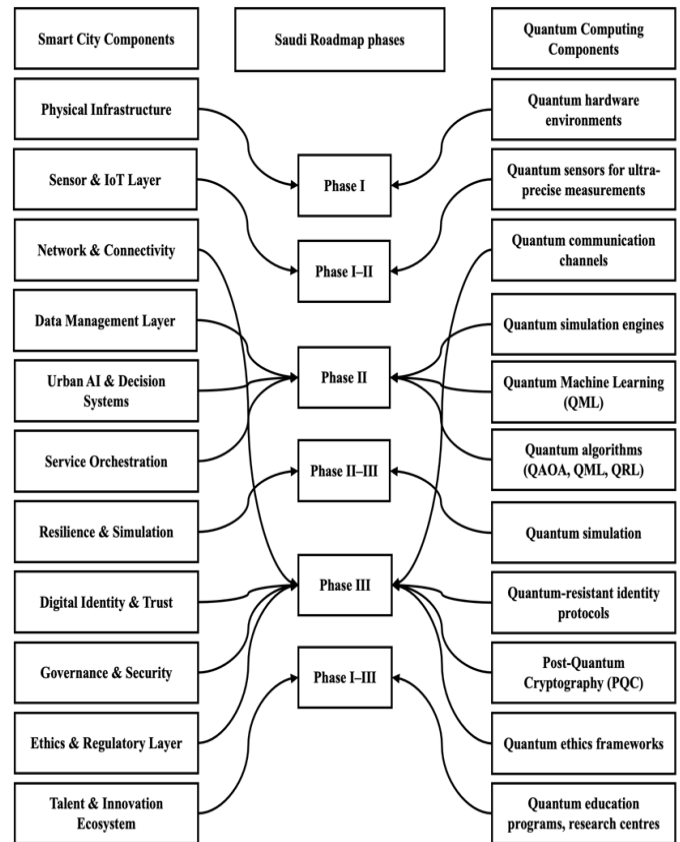 Smart City Components
Saudi Roadmap phases
Quantum Computing
Components
Physical Infrastructure
Quantum hardware
environments
Phase I
Sensor & IoT Layer
Quantum sensors for ultra-
precise measurements
Phase I–II
Network & Connectivity
Quantum communication
channels
Data Management Layer
Quantum simulation engines
Phase II
Urban AI & Decision
Systems
Quantum Machine Learning
(QML)
Service Orchestration
Quantum algorithms
(QAOA, QML, QRL)
Phase II–III
Resilience & Simulation
Quantum simulation
Phase III
Digital Identity & Trust
Quantum-resistant identity
protocols
Governance & Security
Post-Quantum
Cryptography (PQC)
Phase I–III
Ethics & Regulatory Layer
Quantum ethics frameworks
Talent & Innovation
Ecosystem
Quantum education
programs, research centres